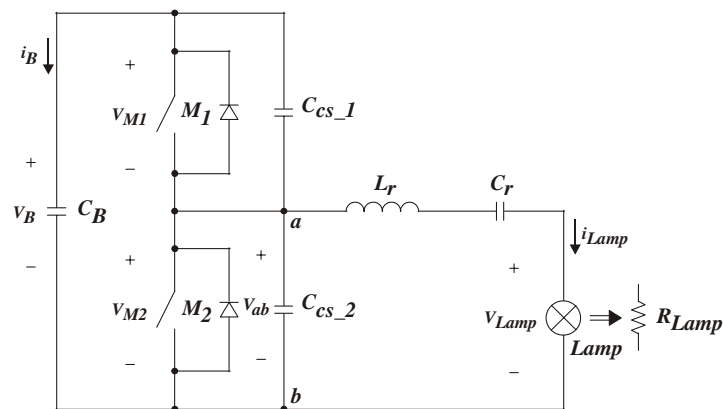 i_B
+
V_M1
M_1
−
C_cs_1
+
V_B
−
C_B
L_r
C_r
a
i_Lamp
+
V_M2
M_2
−
+
V_ab
−
C_cs_2
+
V_Lamp
−
Lamp
R_Lamp
b